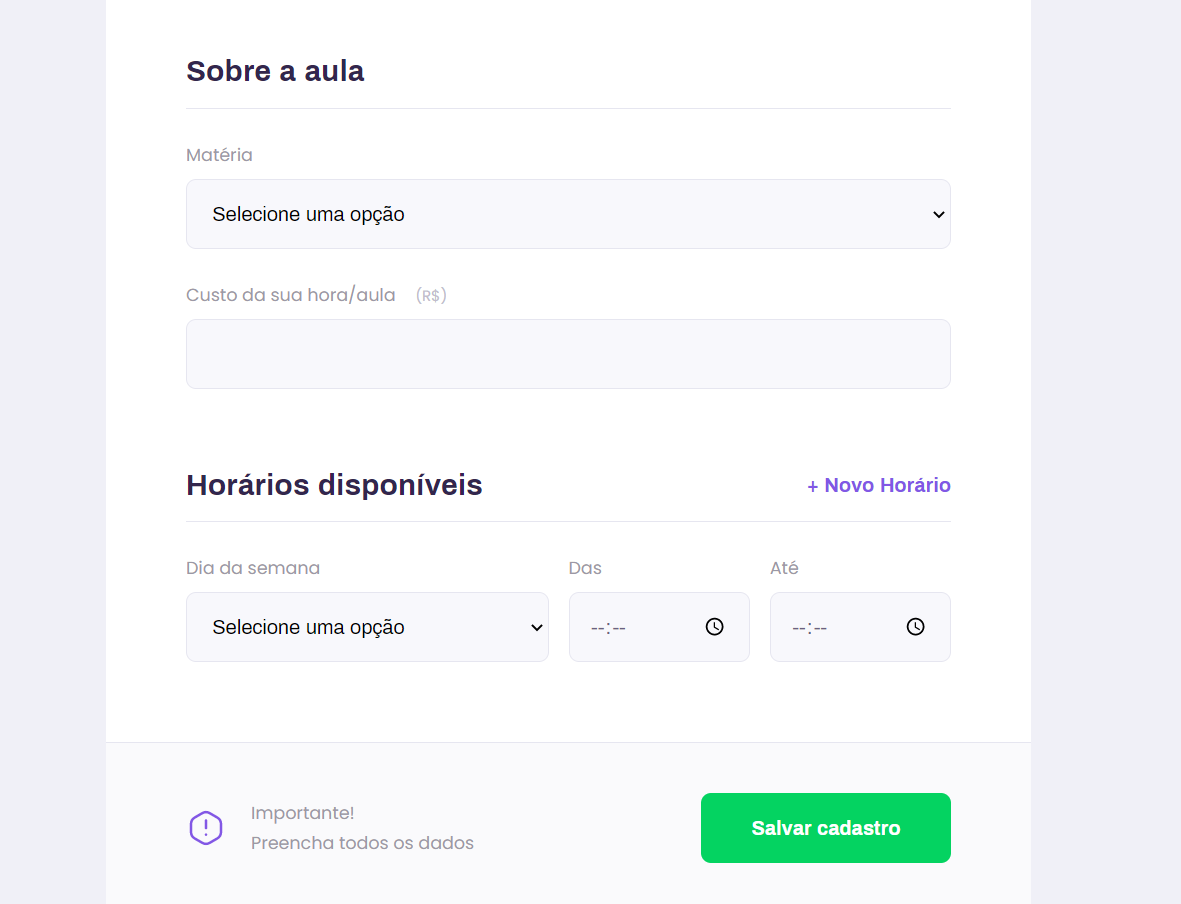 Sobre a aula
Matéria
Selecione uma opção
Custo da sua hora/aula (R$)
Horários disponíveis + Novo Horário
Dia da semana Das Até
Selecione uma opção --:-- --:--
Importante!
Preencha todos os dados
Salvar cadastro